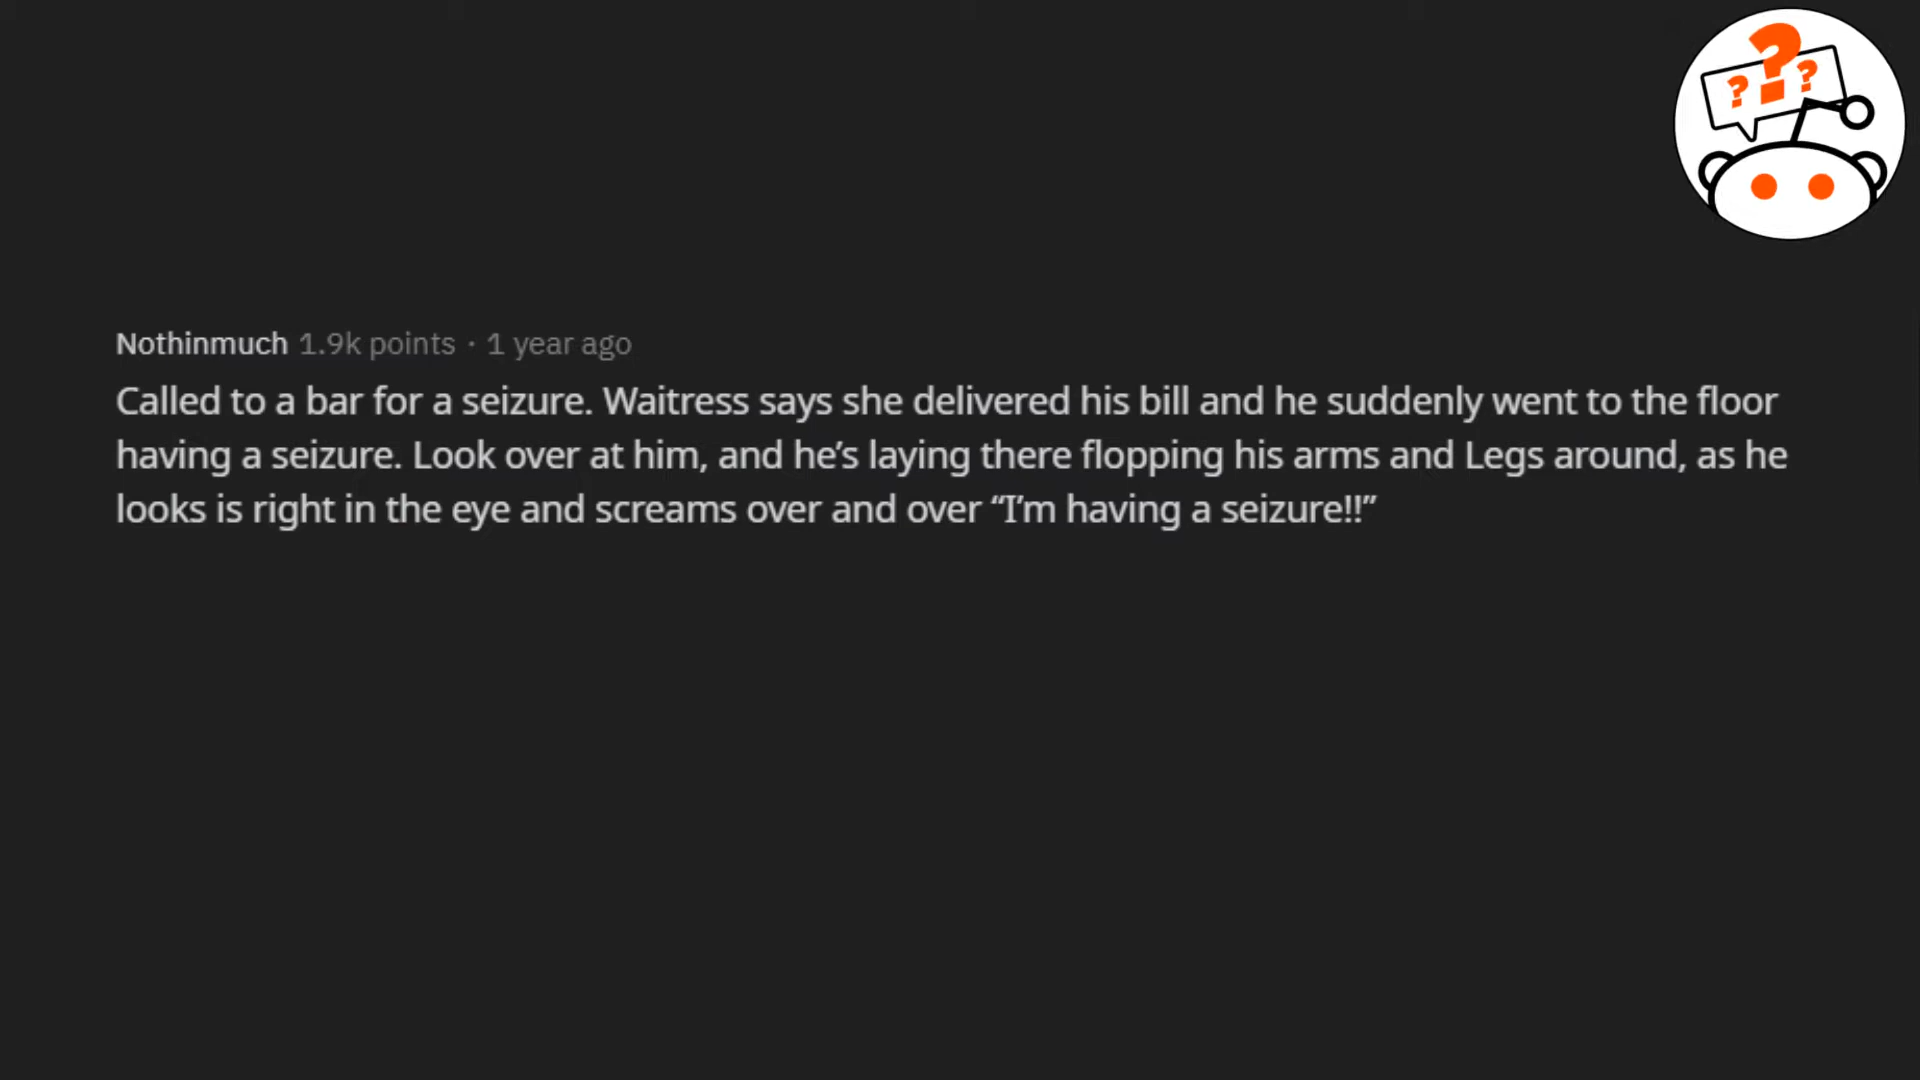 ? ? ?
Nothinmuch 1.9k points · 1 year ago
Called to a bar for a seizure. Waitress says she delivered his bill and he suddenly went to the floor
having a seizure. Look over at him, and he’s laying there flopping his arms and Legs around, as he
looks is right in the eye and screams over and over “I’m having a seizure!!”